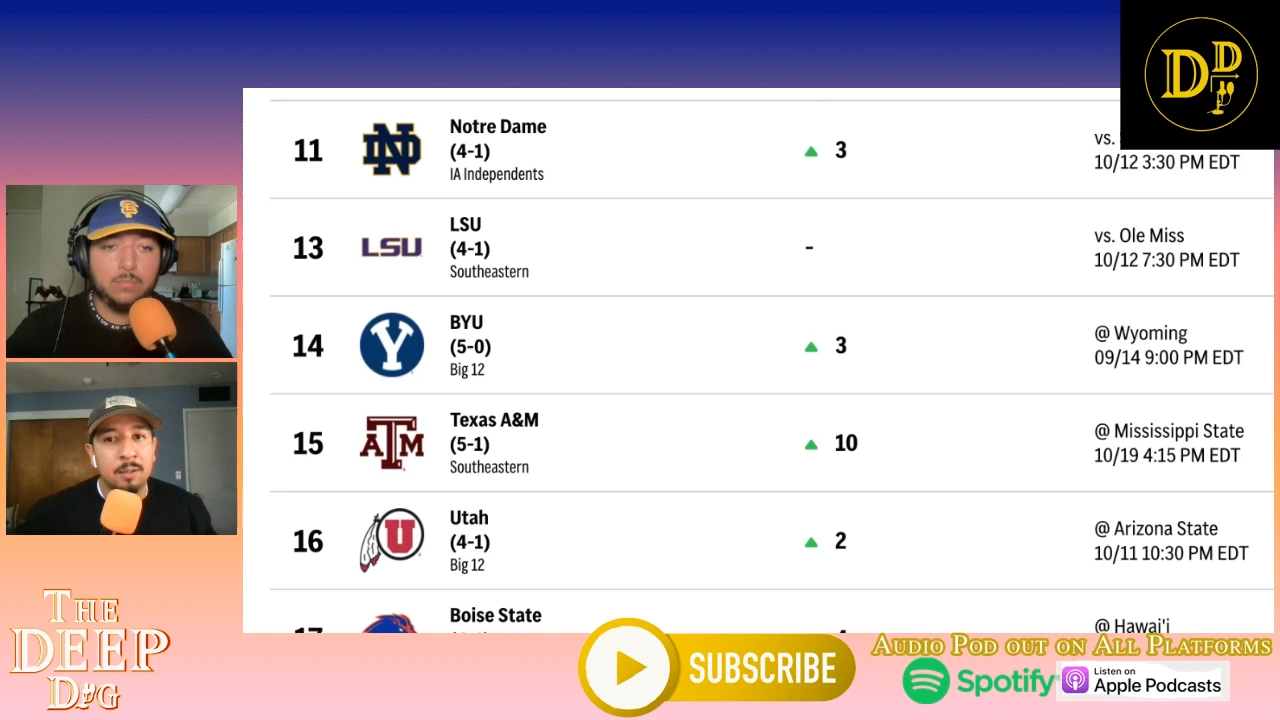 DD
11
Notre Dame
(4-1)
IA Independents
3
vs.
10/12 3:30 PM EDT
13
LSU
LSU
(4-1)
Southeastern
-
vs. Ole Miss
10/12 7:30 PM EDT
14
Y
BYU
(5-0)
Big 12
3
@ Wyoming
09/14 9:00 PM EDT
15
ATM
Texas A&M
(5-1)
Southeastern
10
@ Mississippi State
10/19 4:15 PM EDT
16
U
Utah
(4-1)
Big 12
2
@ Arizona State
10/11 10:30 PM EDT
17
Boise State
@ Hawai'i
THE
DEEP
Dog
SUBSCRIBE
AUDIO POD OUT ON ALL PLATFORMS
Spotify
Listen on
Apple Podcasts